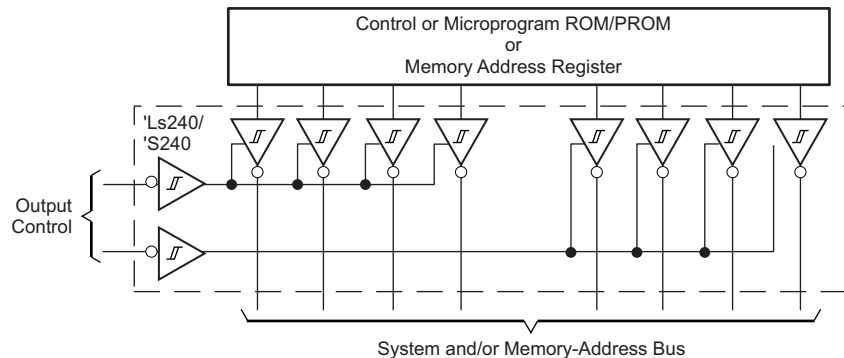 Control or Microprogram ROM/PROM
or
Memory Address Register
'Ls240/
'S240
Output
Control
System and/or Memory-Address Bus